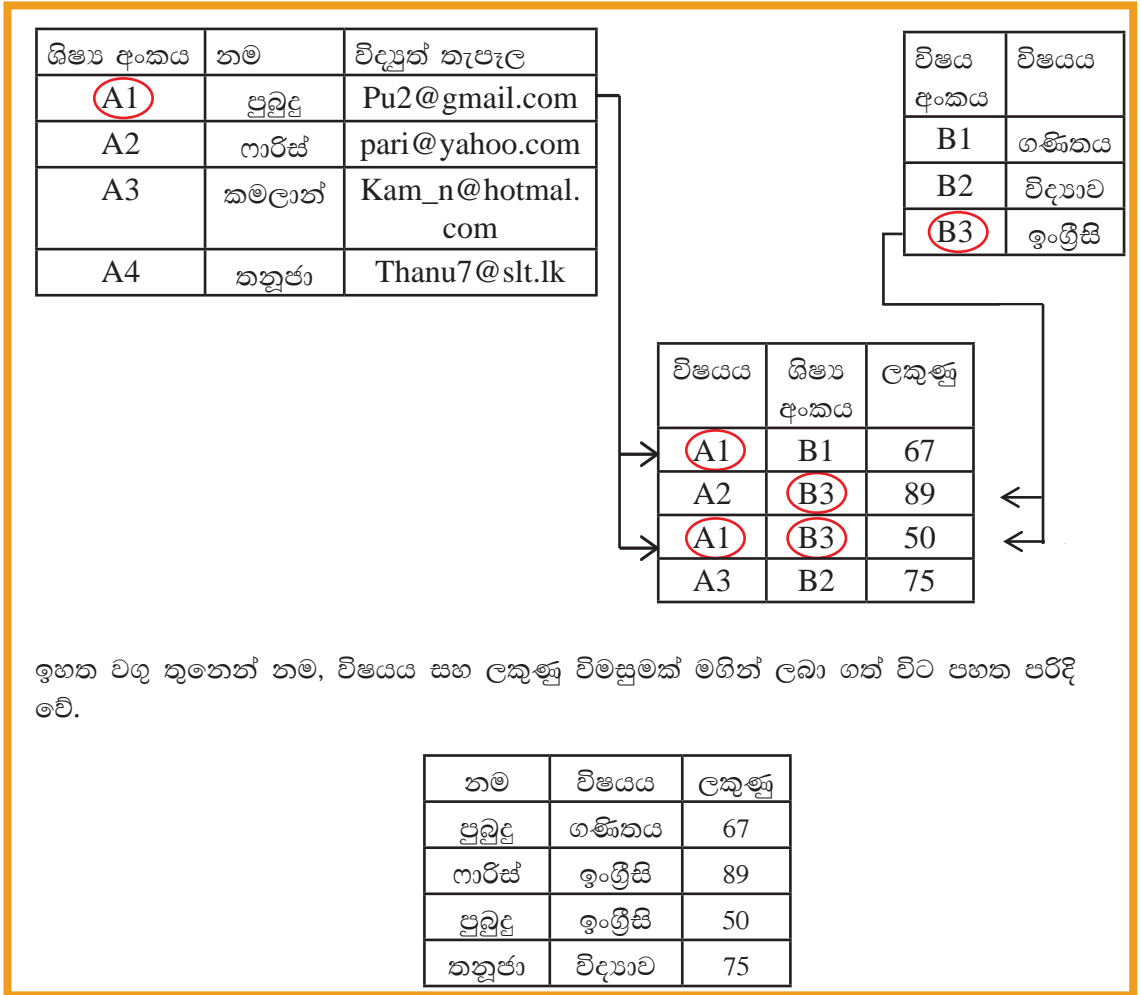 ශිෂ්‍ය අංකය නම විද්‍යුත් තැපෑල
A1 පුබුදු Pu2@gmail.com
A2 ෆාරිස් pari@yahoo.com
A3 කමලාන් Kam_n@hotmal.
com
A4 තනූජා Thanu7@slt.lk
විෂය විෂයය
අංකය
B1 ගණිතය
B2 විද්‍යාව
B3 ඉංග්‍රීසි
විෂයය ශිෂ්‍ය ලකුණු
අංකය
A1 B1 67
A2 B3 89
A1 B3 50
A3 B2 75
ඉහත වගු තුනෙන් නම, විෂයය සහ ලකුණු විමසුමක් මගින් ලබා ගත් විට පහත පරිදි
වේ.
නම විෂයය ලකුණු
පුබුදු ගණිතය 67
ෆාරිස් ඉංග්‍රීසි 89
පුබුදු ඉංග්‍රීසි 50
තනූජා විද්‍යාව 75